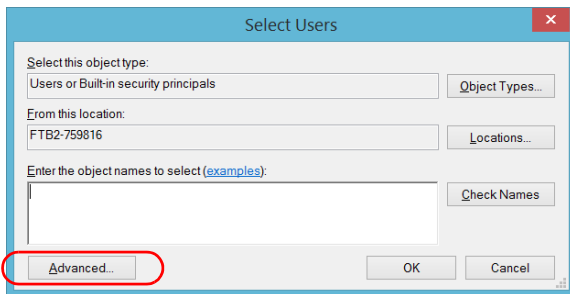 Select Users
Select this object type:
Users or Built-in security principals
Object Types...
From this location:
FTB2-759816
Locations...
Enter the object names to select (examples):
Check Names
Advanced...
OK
Cancel